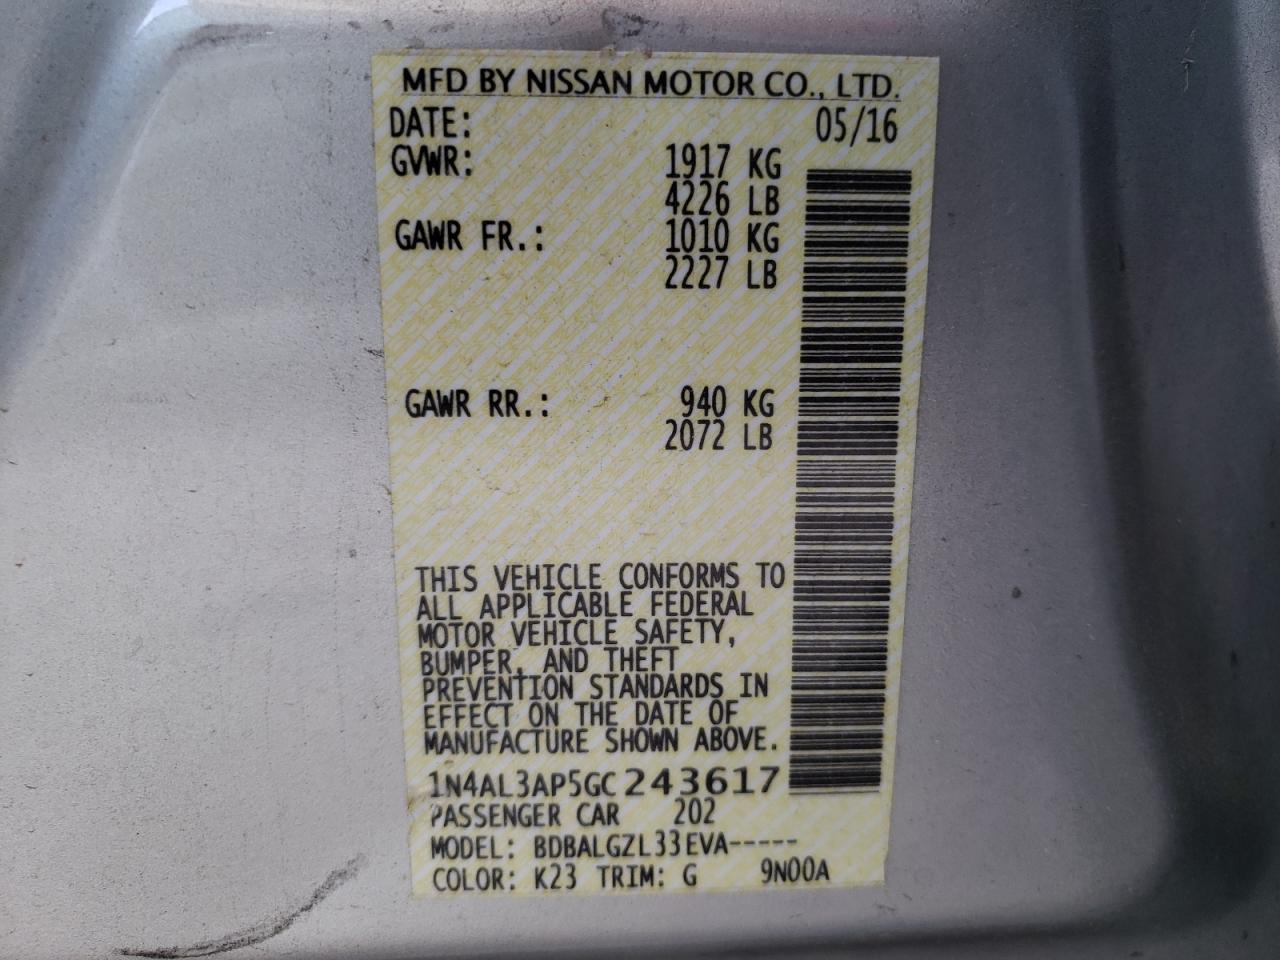 MFD BY NISSAN MOTOR CO., LTD.
DATE: 05/16
GVWR: 1917 KG
4226 LB
GAWR FR.: 1010 KG
2227 LB
GAWR RR.: 940 KG
2072 LB
THIS VEHICLE CONFORMS TO
ALL APPLICABLE FEDERAL
MOTOR VEHICLE SAFETY,
BUMPER, AND THEFT
PREVENTION STANDARDS IN
EFFECT ON THE DATE OF
MANUFACTURE SHOWN ABOVE.
1N4AL3AP5GC243617
PASSENGER CAR 202
MODEL: BDBALGZL33EVA-----
COLOR: K23 TRIM: G 9N00A